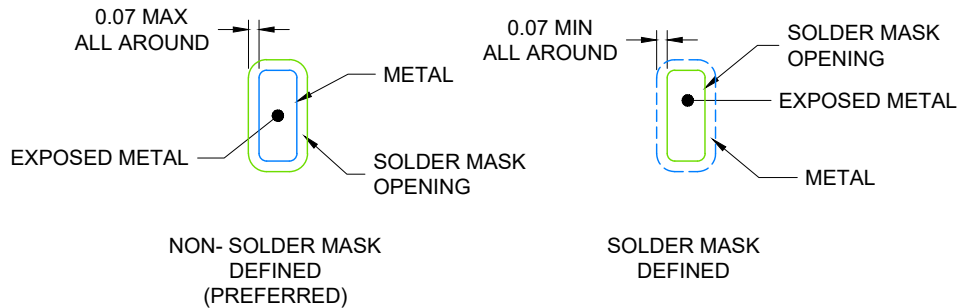 0.07 MAX
ALL AROUND
METAL
EXPOSED METAL
SOLDER MASK
OPENING
NON- SOLDER MASK
DEFINED
(PREFERRED)
0.07 MIN
ALL AROUND
SOLDER MASK
OPENING
EXPOSED METAL
METAL
SOLDER MASK
DEFINED